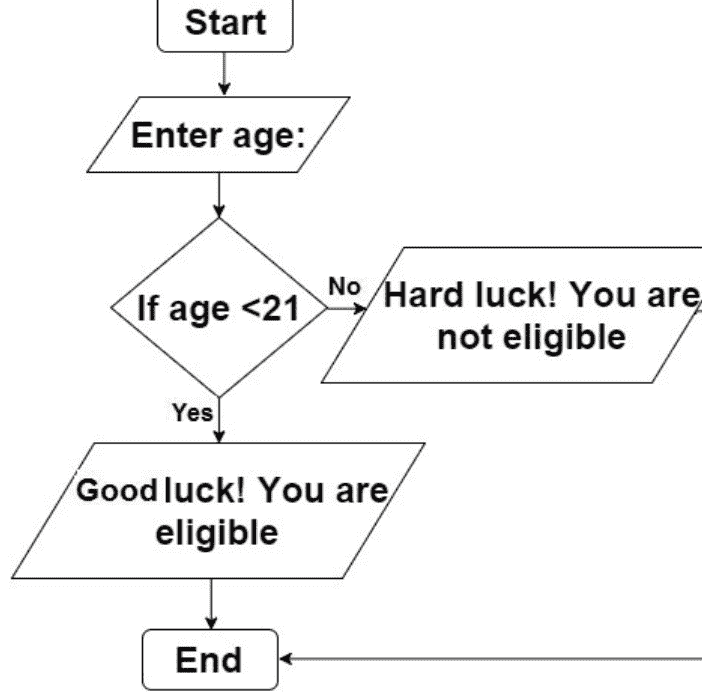 Start
Enter age:
If age <21
No
Hard luck! You are
not eligible
Yes
Good luck! You are
eligible
End